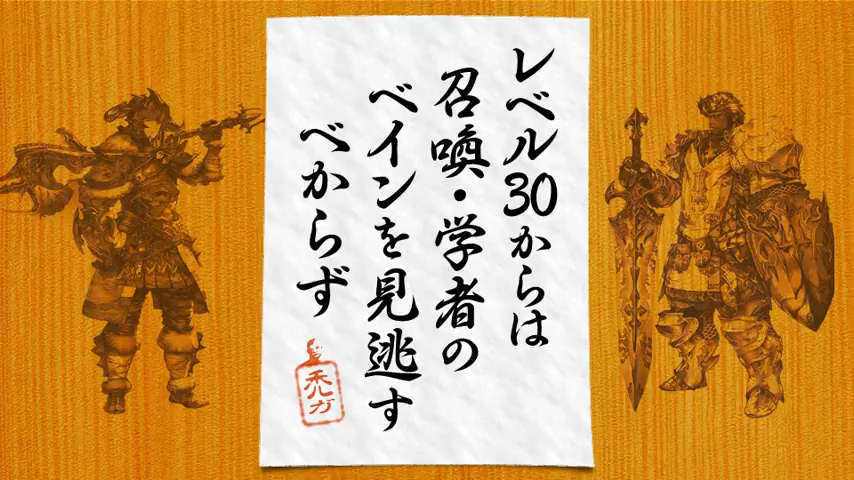 レベル30からは
召喚・学者の
ベインを見逃す
べからず
禿ガ